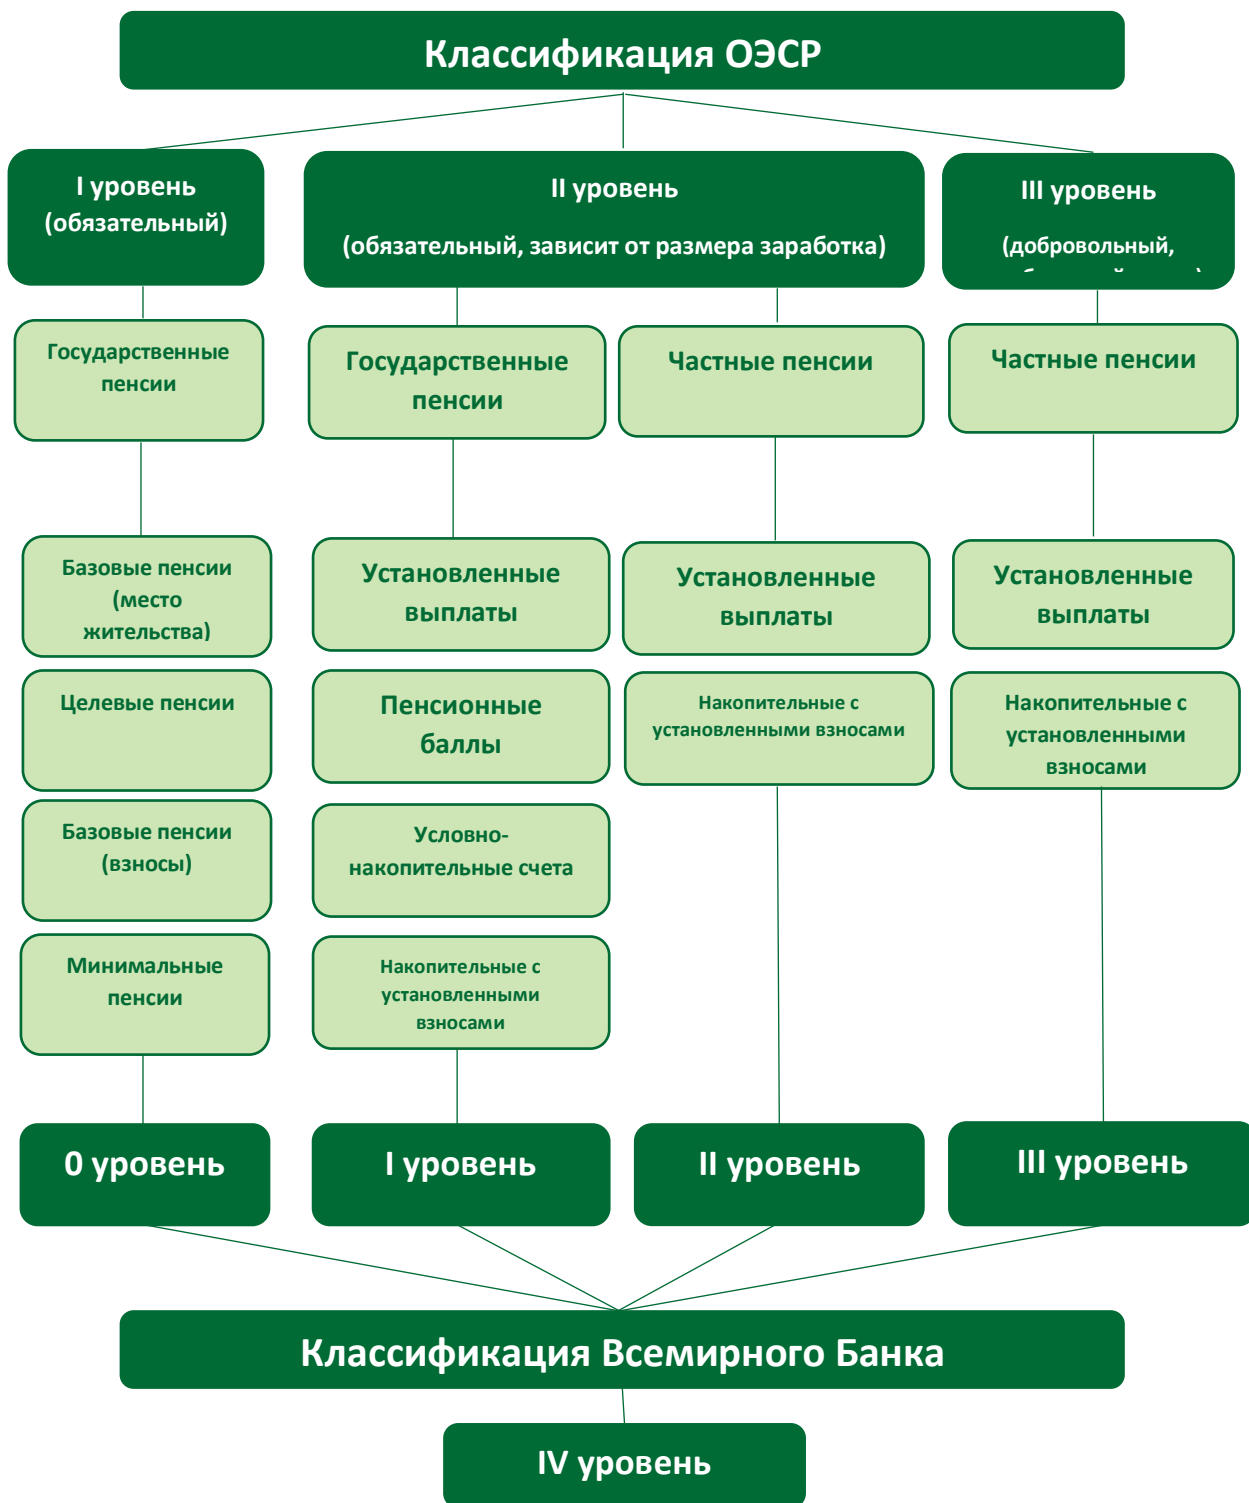 Классификация ОЭСР
I уровень
(обязательный)
II уровень
(обязательный, зависит от размера заработка)
III уровень
(добровольный,
Государственные
пенсии
Государственные
пенсии
Частные пенсии
Частные пенсии
Базовые пенсии
(место
жительства)
Установленные
выплаты
Установленные
выплаты
Установленные
выплаты
Целевые пенсии
Пенсионные
баллы
Накопительные с
установленными взносами
Накопительные с
установленными
взносами
Базовые пенсии
(взносы)
Условно-
накопительные счета
Минимальные
пенсии
Накопительные с
установленными
взносами
0 уровень
I уровень
II уровень
III уровень
Классификация Всемирного Банка
IV уровень